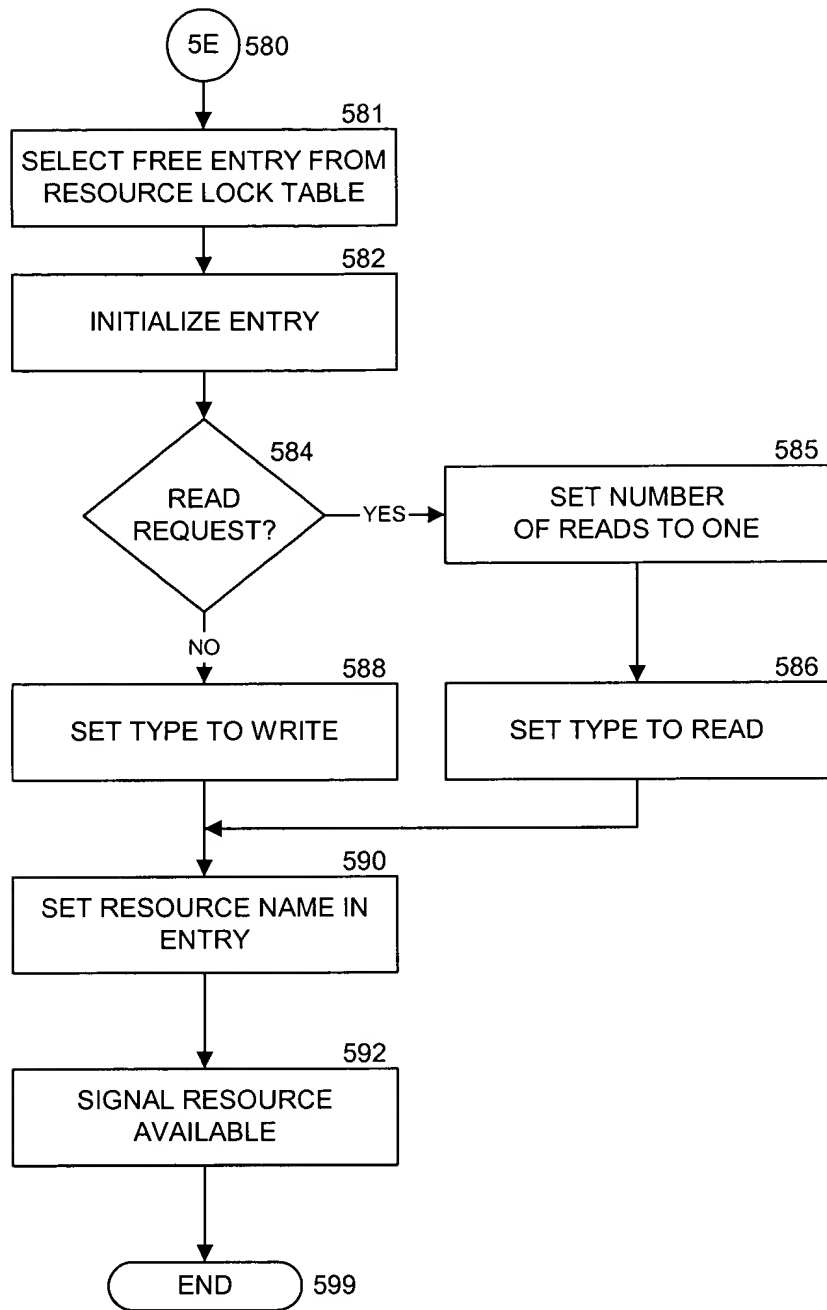 5E
580
581
SELECT FREE ENTRY FROM
RESOURCE LOCK TABLE
582
INITIALIZE ENTRY
584
READ
REQUEST?
YES
585
SET NUMBER
OF READS TO ONE
NO
588
SET TYPE TO WRITE
586
SET TYPE TO READ
590
SET RESOURCE NAME IN
ENTRY
592
SIGNAL RESOURCE
AVAILABLE
END
599